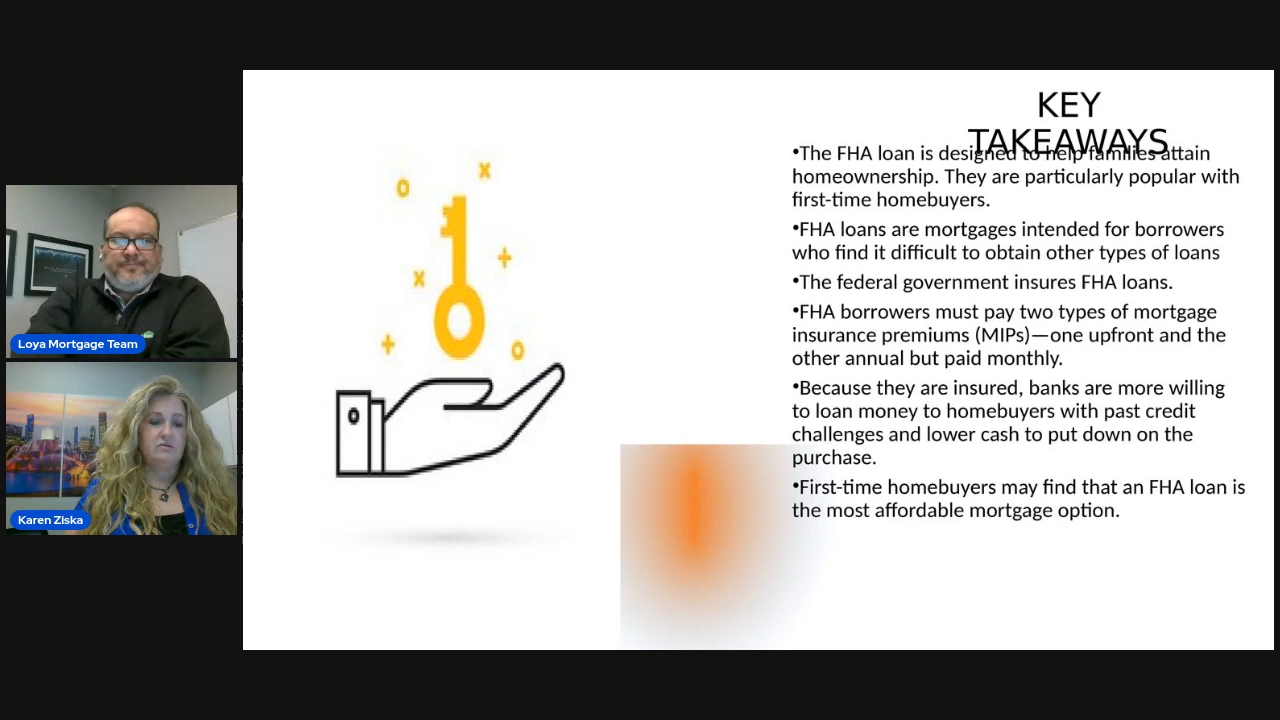 KEY
TAKEAWAYS
•The FHA loan is designed to help families attain
homeownership. They are particularly popular with
first-time homebuyers.
•FHA loans are mortgages intended for borrowers
who find it difficult to obtain other types of loans
•The federal government insures FHA loans.
•FHA borrowers must pay two types of mortgage
insurance premiums (MIPs)—one upfront and the
other annual but paid monthly.
•Because they are insured, banks are more willing
to loan money to homebuyers with past credit
challenges and lower cash to put down on the
purchase.
•First-time homebuyers may find that an FHA loan is
the most affordable mortgage option.
Loya Mortgage Team
Karen Ziska